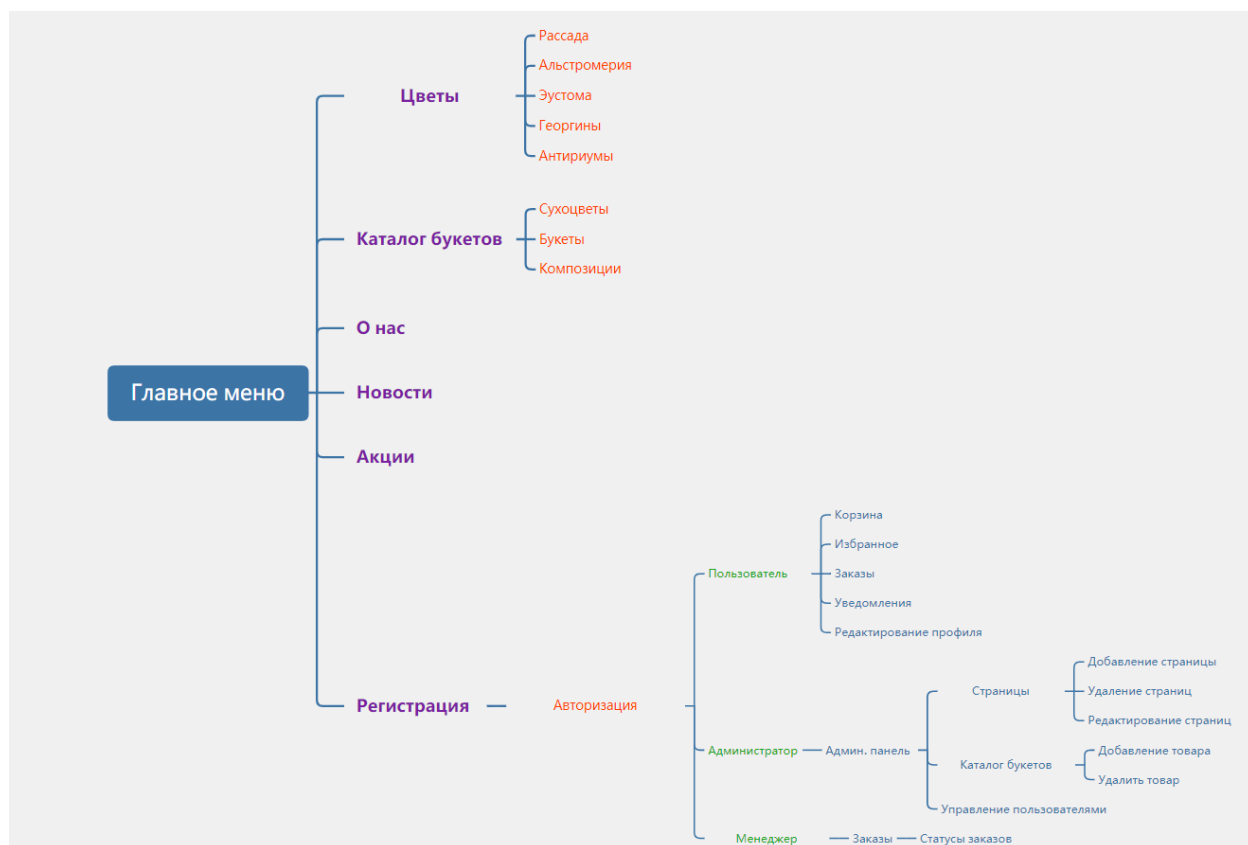 Главное меню
Цветы
Рассада
Альстромерия
Эустома
Георгины
Антириумы
Каталог букетов
Сухоцветы
Букеты
Композиции
О нас
Новости
Акции
Регистрация
Авторизация
Пользователь
Корзина
Избранное
Заказы
Уведомления
Редактирование профиля
Администратор
Админ. панель
Страницы
Добавление страницы
Удаление страниц
Редактирование страниц
Каталог букетов
Добавление товара
Удалить товар
Управление пользователями
Менеджер
Заказы
Статусы заказов